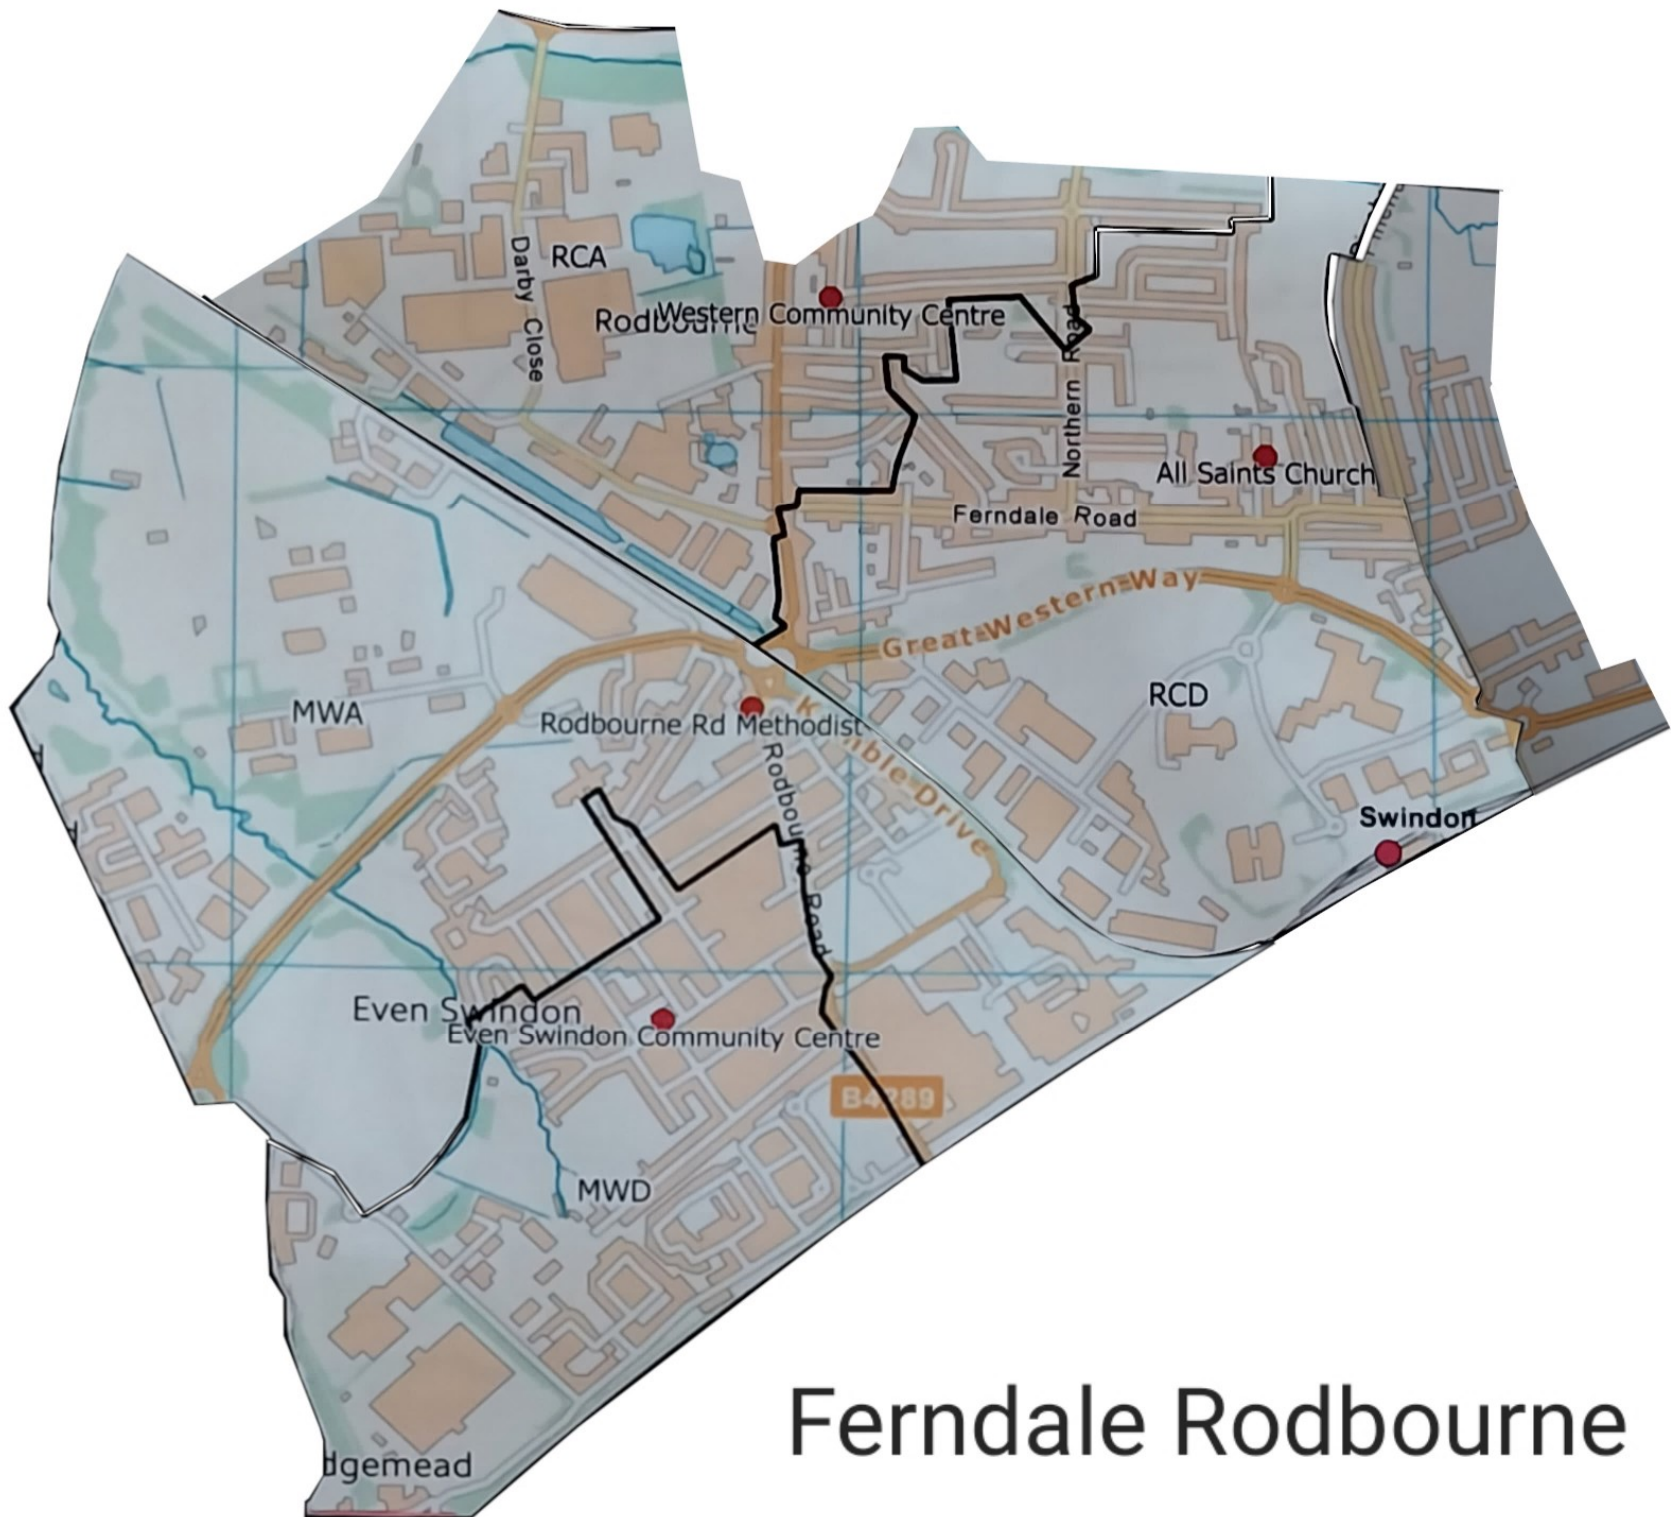 RCA
Darby Close
Rodbourne
Western Community Centre
Northern Road
All Saints Church
Ferndale Road
Great Western Way
MWA
RCD
Rodbourne Rd Methodist
Drive
Rodbourne Road
Swindon
Even Swindon
Even Swindon Community Centre
B4289
MWD
dgemead
Ferndale Rodbourne